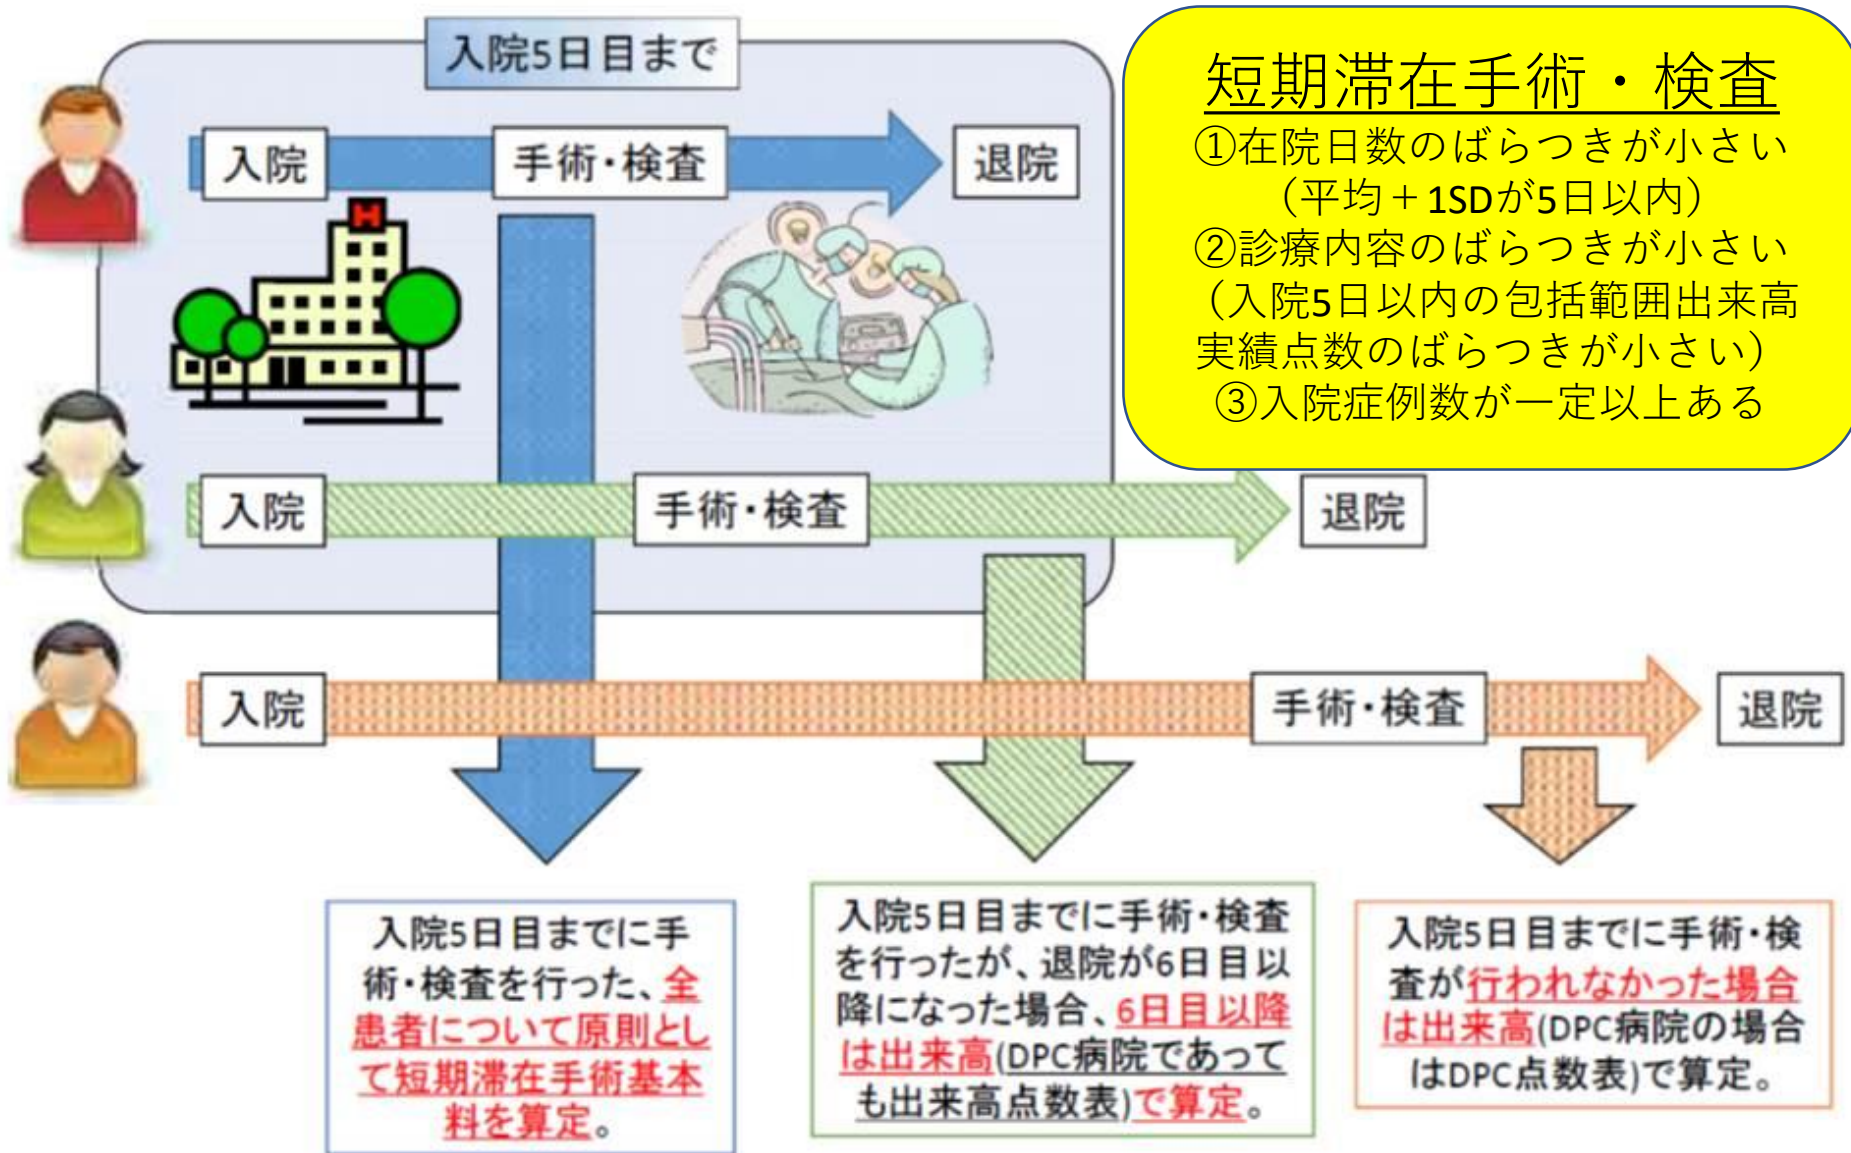 入院5日目まで
入院
手術・検査
退院
H
短期滞在手術・検査
①在院日数のばらつきが小さい
（平均＋1SDが5日以内）
②診療内容のばらつきが小さい
（入院5日以内の包括範囲出来高
実績点数のばらつきが小さい）
③入院症例数が一定以上ある
入院
手術・検査
退院
入院
手術・検査
退院
入院5日目までに手
術・検査を行った、全
患者について原則とし
て短期滞在手術基本
料を算定。
入院5日目までに手術・検査
を行ったが、退院が6日目以
降になった場合、6日目以降
は出来高(DPC病院であって
も出来高点数表)で算定。
入院5日目までに手術・検
査が行われなかった場合
は出来高(DPC病院の場合
はDPC点数表)で算定。